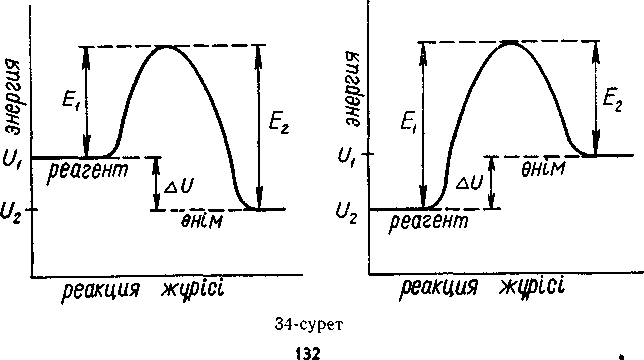 энергия
E₁
E₂
U₁
реагент
ΔU
U₂
өнім
реакция жүрісі
энергия
E₁
E₂
U₁
өнім
ΔU
U₂
реагент
реакция жүрісі
34-сурет
132